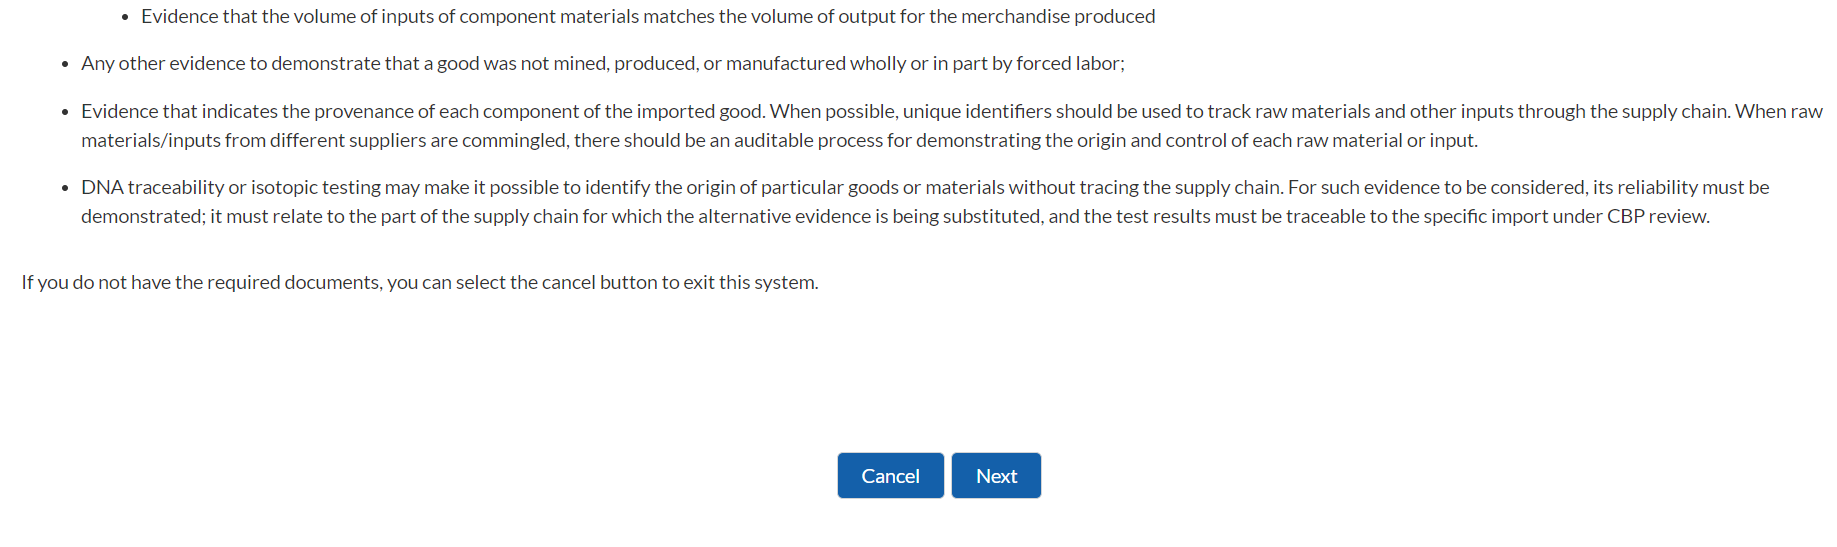 • Evidence that the volume of inputs of component materials matches the volume of output for the merchandise produced
• Any other evidence to demonstrate that a good was not mined, produced, or manufactured wholly or in part by forced labor;
• Evidence that indicates the provenance of each component of the imported good. When possible, unique identifiers should be used to track raw materials and other inputs through the supply chain. When raw
materials/inputs from different suppliers are commingled, there should be an auditable process for demonstrating the origin and control of each raw material or input.
• DNA traceability or isotopic testing may make it possible to identify the origin of particular goods or materials without tracing the supply chain. For such evidence to be considered, its reliability must be
demonstrated; it must relate to the part of the supply chain for which the alternative evidence is being substituted, and the test results must be traceable to the specific import under CBP review.
If you do not have the required documents, you can select the cancel button to exit this system.
Cancel Next